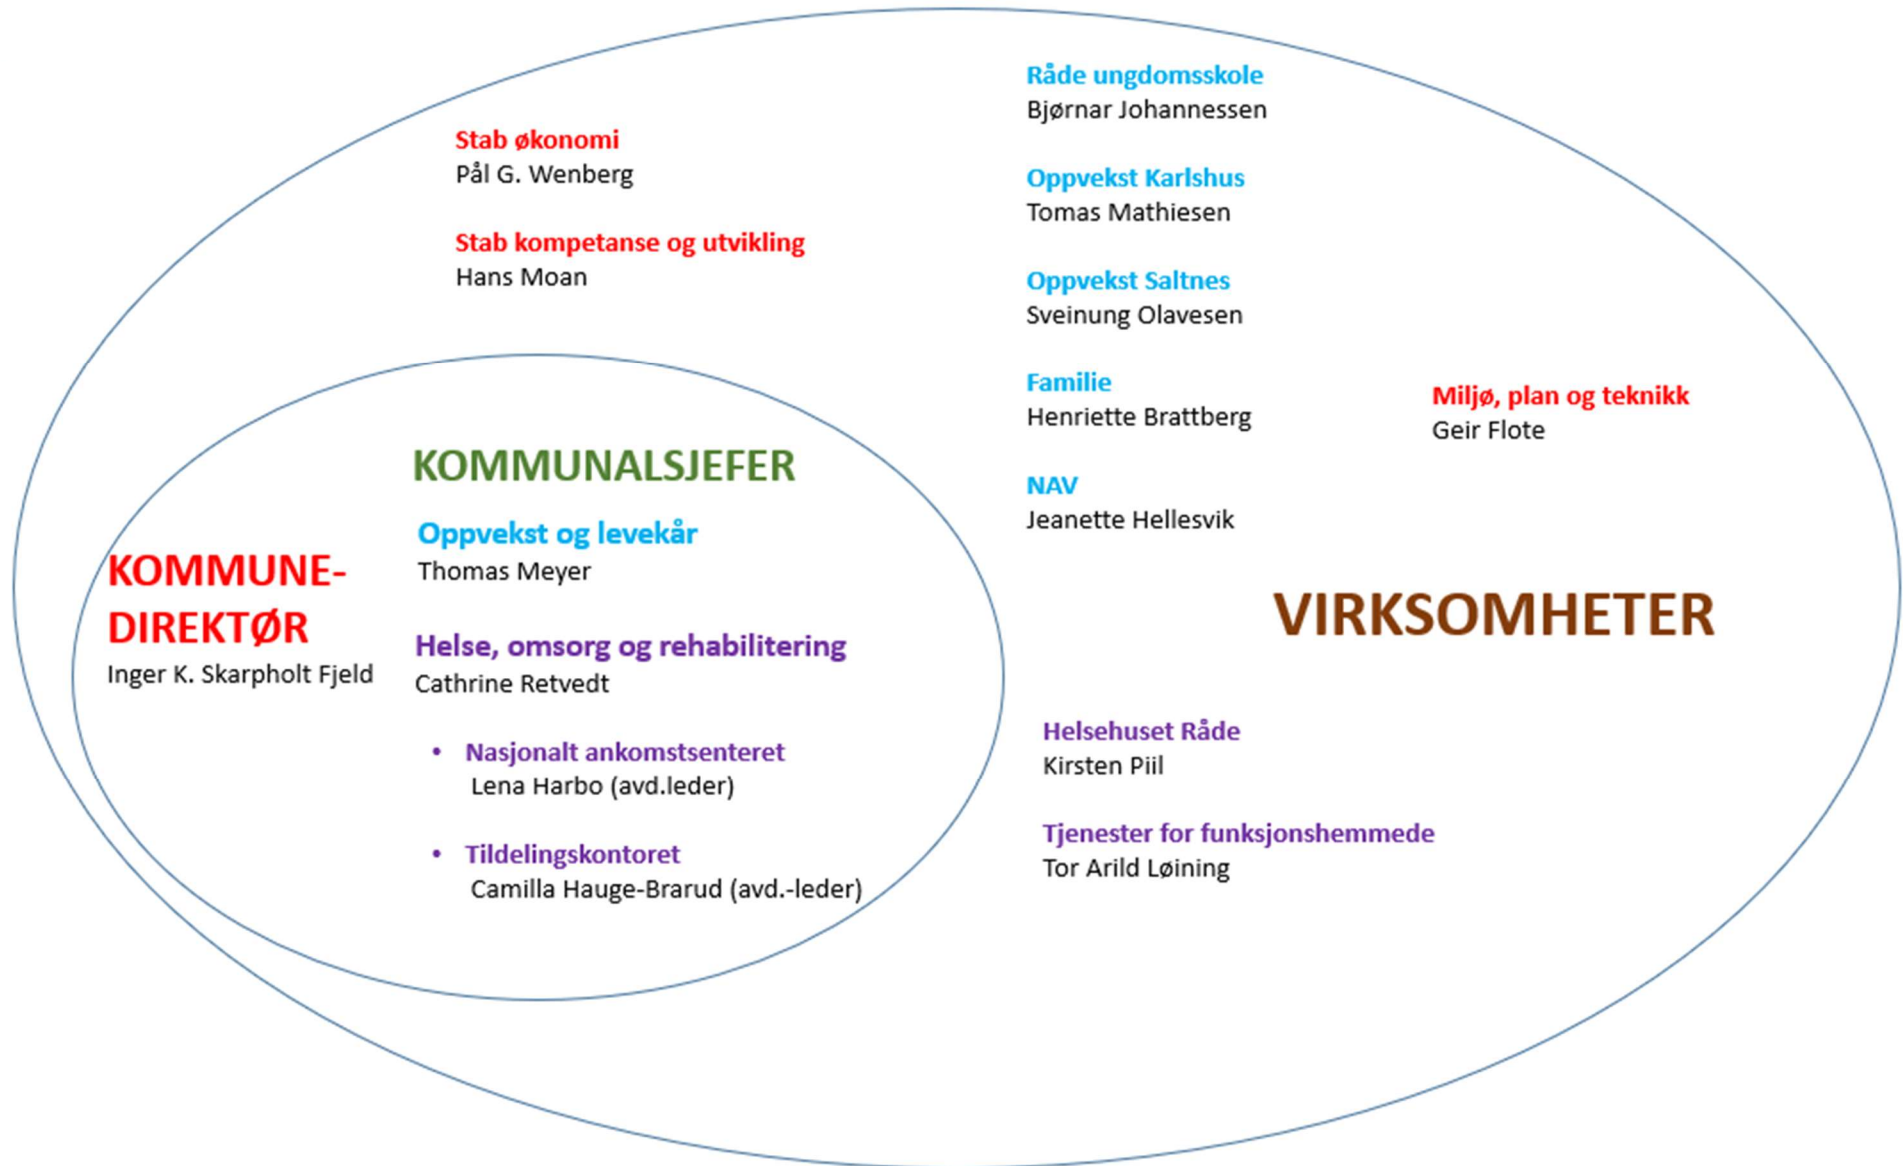 Stab økonomi
Pål G. Wenberg
Stab kompetanse og utvikling
Hans Moan
KOMMUNE-
DIREKTØR
Inger K. Skarpholt Fjeld
KOMMUNALSJEFER
Oppvekst og levekår
Thomas Meyer
Helse, omsorg og rehabilitering
Cathrine Retvedt
• Nasjonalt ankomstsenteret
Lena Harbo (avd.leder)
• Tildelingskontoret
Camilla Hauge-Brarud (avd.-leder)
Råde ungdomsskole
Bjørnar Johannessen
Oppvekst Karlshus
Tomas Mathiesen
Oppvekst Saltnes
Sveinung Olavesen
Familie
Henriette Brattberg
NAV
Jeanette Hellesvik
Miljø, plan og teknikk
Geir Flote
VIRKSOMHETER
Helsehuset Råde
Kirsten Piil
Tjenester for funksjonshemmede
Tor Arild Løining